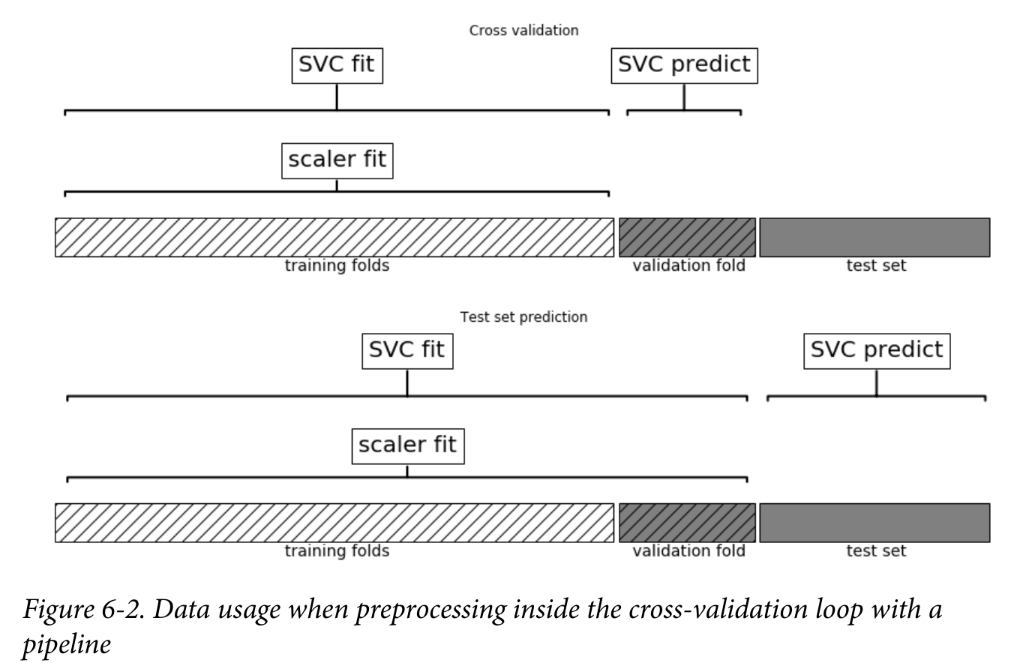 Cross validation
SVC fit
SVC predict
scaler fit
training folds
validation fold
test set
Test set prediction
SVC fit
SVC predict
scaler fit
training folds
validation fold
test set
Figure 6-2. Data usage when preprocessing inside the cross-validation loop with a
pipeline